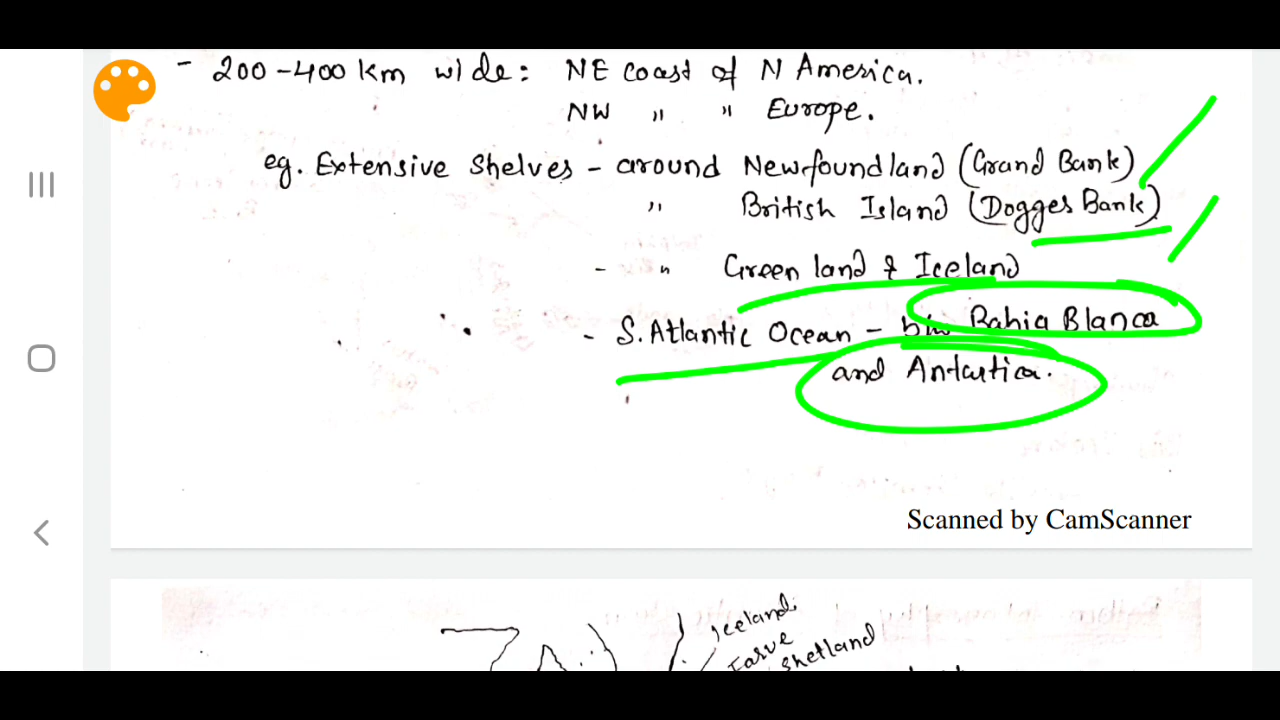 - 200-400 km wide: NE coast of N America.
NW " " Europe.
eg. Extensive Shelves - around Newfoundland (Grand Bank)
" British Island (Dogges Bank)
- " Green land & Iceland
- S. Atlantic Ocean - b/w Bahia Blanca
and Antartica.
Scanned by CamScanner
Iceland
Farve
Shetland